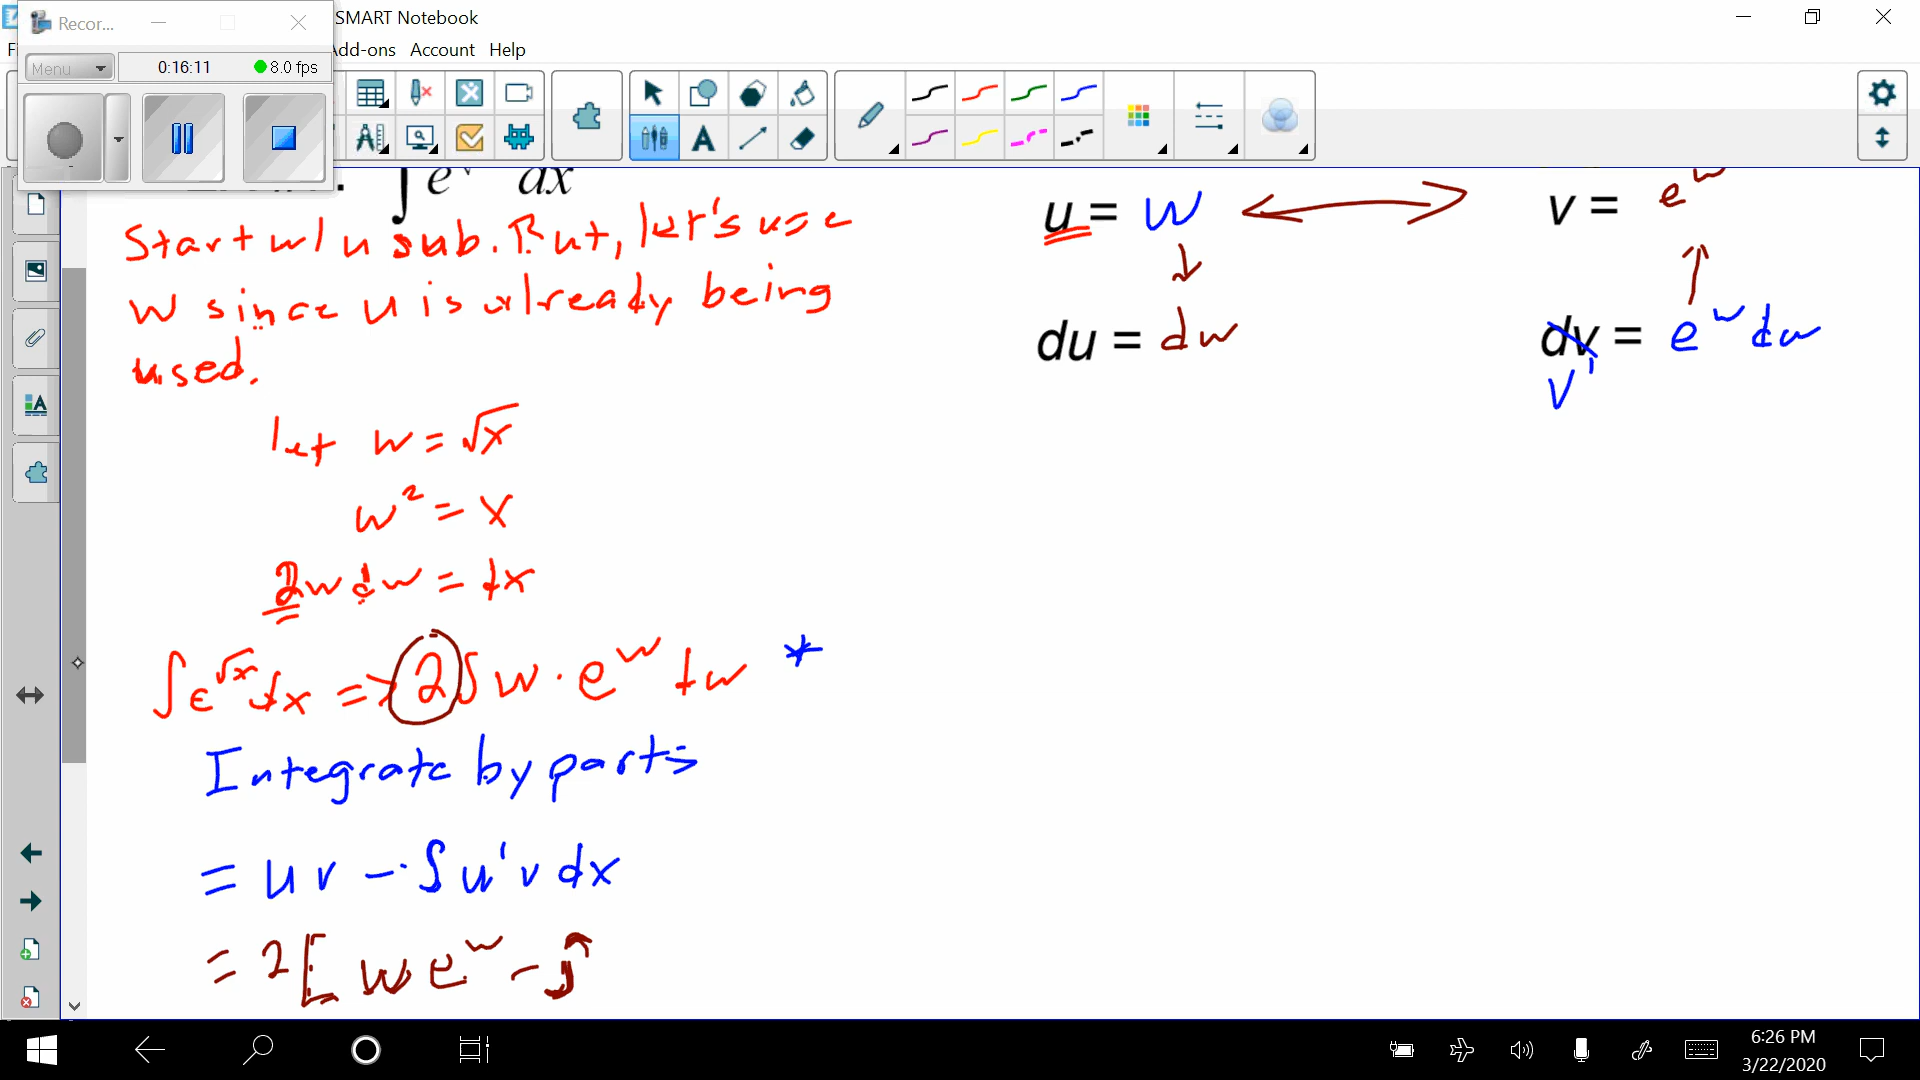 Recor...
SMART Notebook
Add-ons Account Help
Menu 0:16:11 8.0 fps
∫ e dx
Start w/ u sub. But, let's use
w since u is already being
used.
let w = √x
w² = x
2w dw = dx
∫e^√x dx => 2∫ w · e^w dw *
Integrate by parts
= uv - ∫ u'v dx
= 2[ we^w - ∫
u = w
v = e^w
du = dw
dv = e^w dw
v'
6:26 PM
3/22/2020